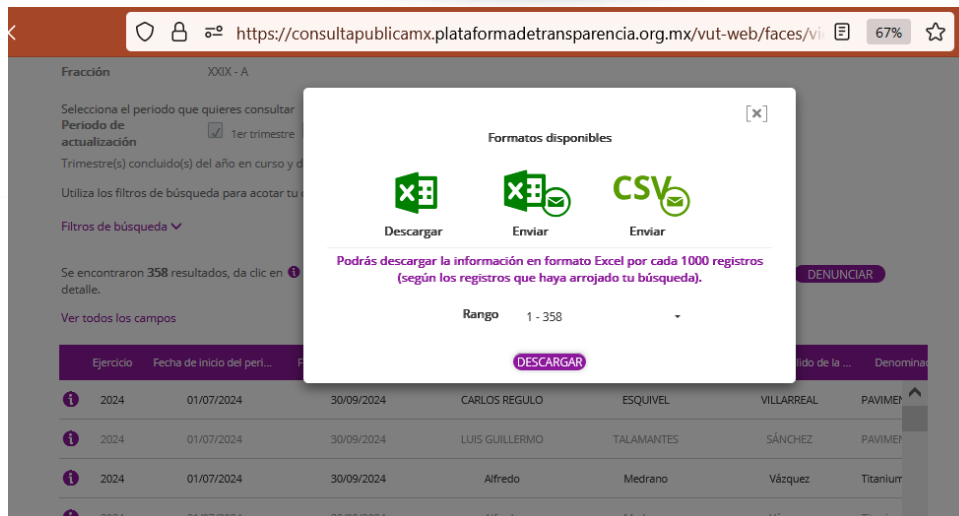 https://consultapublicamx.plataformadetransparencia.org.mx/vut-web/faces/vi
67%
Fracción XXIX - A
Selecciona el periodo que quieres consultar
Periodo de actualización
1er trimestre
Trimestre(s) concluido(s) del año en curso y d
Utiliza los filtros de búsqueda para acotar tu
Filtros de búsqueda
Se encontraron 358 resultados, da clic en
detalle.
DENUNCIAR
Ver todos los campos
[x]
Formatos disponibles
CSV
Descargar Enviar Enviar
Podrás descargar la información en formato Excel por cada 1000 registros
(según los registros que haya arrojado tu búsqueda).
Rango 1 - 358
DESCARGAR
Ejercicio Fecha de inicio del peri... F llido de la ... Denominac
2024 01/07/2024 30/09/2024 CARLOS REGULO ESQUIVEL VILLARREAL PAVIMEN
2024 01/07/2024 30/09/2024 LUIS GUILLERMO TALAMANTES SÁNCHEZ PAVIMEN
2024 01/07/2024 30/09/2024 Alfredo Medrano Vázquez Titanium